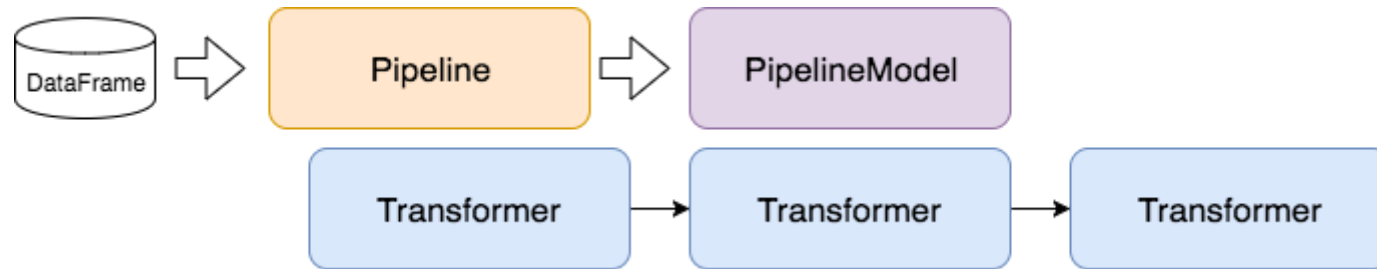 DataFrame
Pipeline
PipelineModel
Transformer
Transformer
Transformer